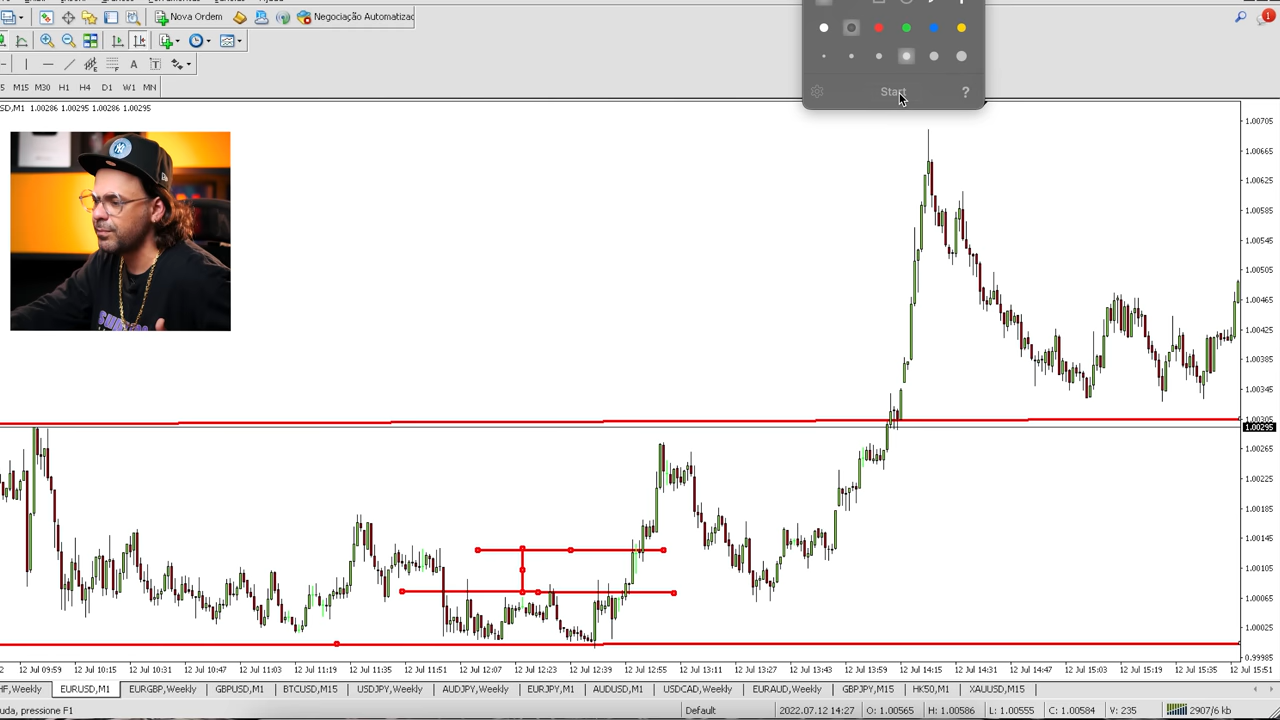 Nova Ordem
Negociação Automatizac
1
A
T
M15 M30 H1 H4 D1 W1 MN
Start
?
SD,M1 1.00286 1.00295 1.00286 1.00295
1.00705
1.00665
1.00625
1.00585
1.00545
1.00505
1.00465
1.00425
1.00385
1.00345
1.00305
1.00295
1.00265
1.00225
1.00185
1.00145
1.00105
1.00065
1.00025
0.99985
12 Jul 09:59 12 Jul 10:15 12 Jul 10:31 12 Jul 10:47 12 Jul 11:03 12 Jul 11:19 12 Jul 11:35 12 Jul 11:51 12 Jul 12:07 12 Jul 12:23 12 Jul 12:39 12 Jul 12:55 12 Jul 13:11 12 Jul 13:27 12 Jul 13:43 12 Jul 13:59 12 Jul 14:15 12 Jul 14:31 12 Jul 14:47 12 Jul 15:03 12 Jul 15:19 12 Jul 15:35 12 Jul 15:51
HF,Weekly EURUSD,M1 EURGBP,Weekly GBPUSD,M1 BTCUSD,M15 USDJPY,Weekly AUDJPY,Weekly EURJPY,M1 AUDUSD,M1 USDCAD,Weekly EURAUD,Weekly GBPJPY,M15 HK50,M1 XAUUSD,M15
uda, pressione F1 Default 2022.07.12 14:27 O: 1.00565 H: 1.00586 L: 1.00555 C: 1.00584 V: 235 2907/6 kb